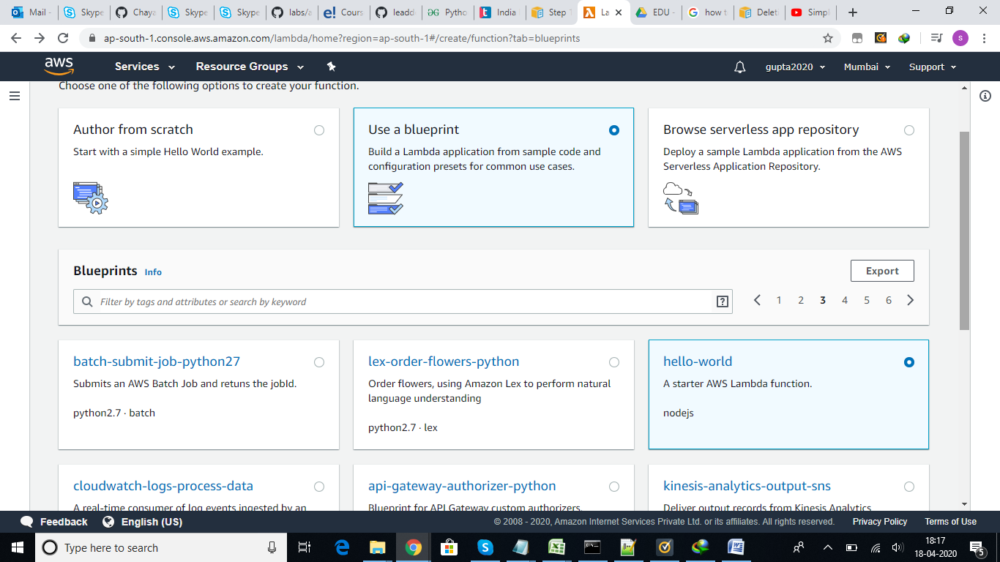 Mail - Skype Chaya Skype Skype labs/a Cours leadd Pytho India Step 1 La EDU - how t Delet Simpl
ap-south-1.console.aws.amazon.com/lambda/home?region=ap-south-1#/create/function?tab=blueprints
s
aws Services Resource Groups gupta2020 Mumbai Support
Choose one of the following options to create your function.
Author from scratch
Start with a simple Hello World example.
Use a blueprint
Build a Lambda application from sample code and
configuration presets for common use cases.
Browse serverless app repository
Deploy a sample Lambda application from the AWS
Serverless Application Repository.
Blueprints Info
Export
Filter by tags and attributes or search by keyword
1 2 3 4 5 6
batch-submit-job-python27
Submits an AWS Batch Job and retuns the jobId.
python2.7 · batch
lex-order-flowers-python
Order flowers, using Amazon Lex to perform natural
language understanding
python2.7 · lex
hello-world
A starter AWS Lambda function.
nodejs
cloudwatch-logs-process-data
A real-time consumer of log events ingested by an
api-gateway-authorizer-python
Blueprint for API Gateway custom authorizers.
kinesis-analytics-output-sns
Deliver output records from Kinesis Analytics
Feedback English (US) © 2008 - 2020, Amazon Internet Services Private Ltd. or its affiliates. All rights reserved. Privacy Policy Terms of Use
Type here to search
18:17
18-04-2020
5